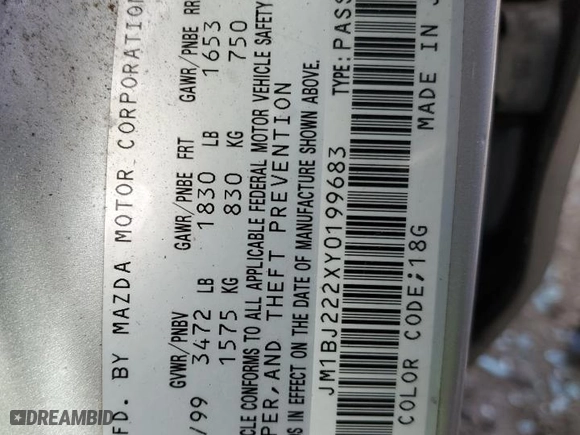 FD. BY MAZDA MOTOR CORPORATION
GVWR/PNBV GAWR/PNBE FRT GAWR/PNBE RR
/99 3472 LB 1830 LB 1653
1575 KG 830 KG 750
CLE CONFORMS TO ALL APPLICABLE FEDERAL MOTOR VEHICLE SAFETY
PER, AND THEFT PREVENTION
S IN EFFECT ON THE DATE OF MANUFACTURE SHOWN ABOVE.
JM1BJ222XY0199683 TYPE: PASS
COLOR CODE; 18G MADE IN J
DREAMBID